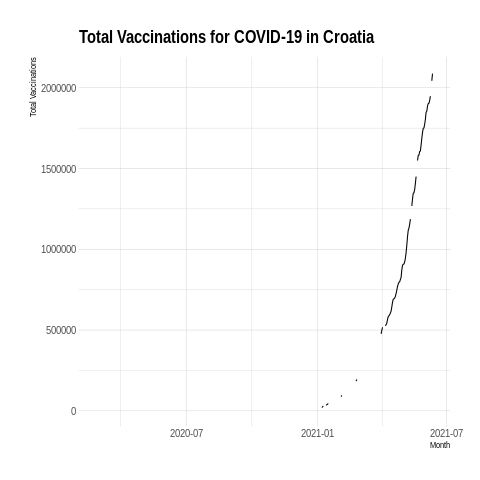 Total Vaccinations for COVID-19 in Croatia
Total Vaccinations
2000000
1500000
1000000
500000
0
2020-07
2021-01
2021-07
Month